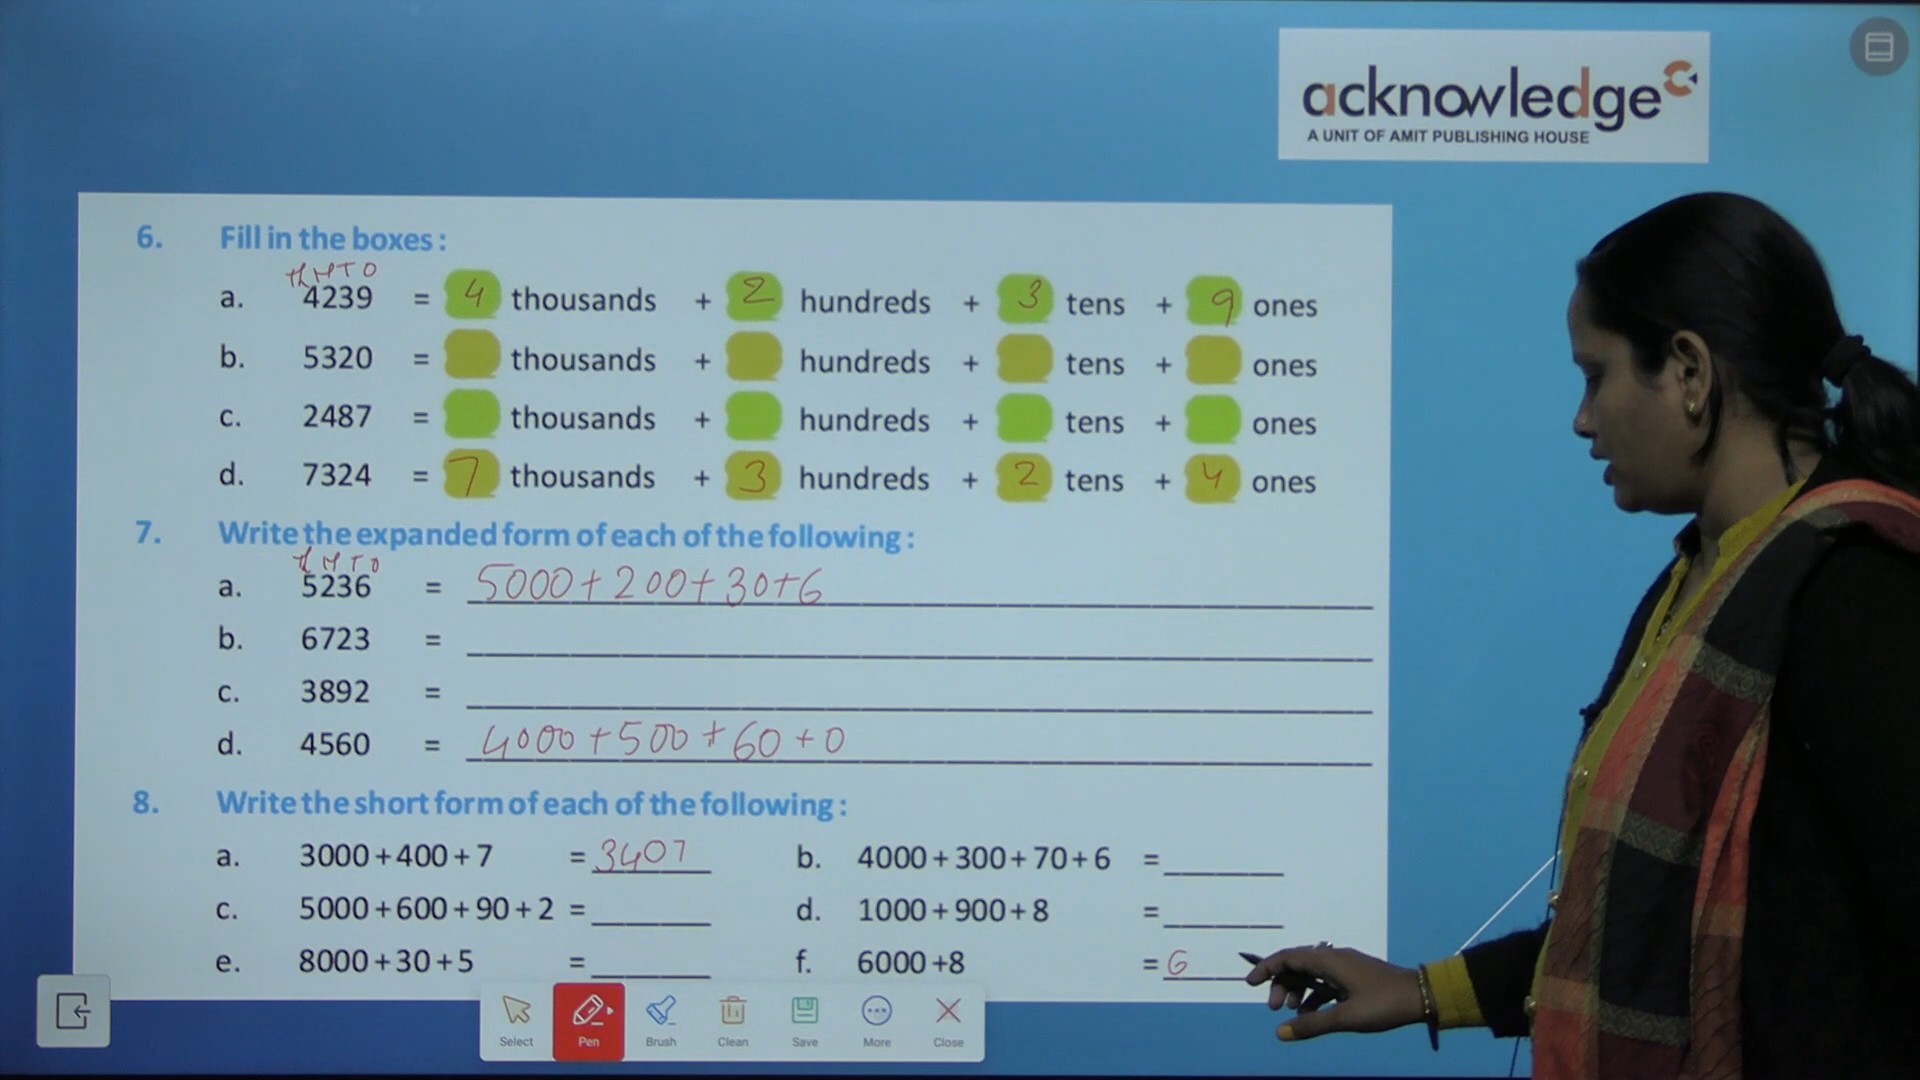 acknowledge
A UNIT OF AMIT PUBLISHING HOUSE
6. Fill in the boxes :
Th H T O
a. 4239 = 4 thousands + 2 hundreds + 3 tens + 9 ones
b. 5320 = thousands + hundreds + tens + ones
c. 2487 = thousands + hundreds + tens + ones
d. 7324 = 7 thousands + 3 hundreds + 2 tens + 4 ones
7. Write the expanded form of each of the following :
Th H T O
a. 5236 = 5000+200+30+6
b. 6723 =
c. 3892 =
d. 4560 = 4000+500+60+0
8. Write the short form of each of the following :
a. 3000+400+7 = 3407 b. 4000+300+70+6 =
c. 5000+600+90+2 = d. 1000+900+8 =
e. 8000+30+5 = f. 6000+8 = 6
Select Pen Brush Clean Save More Close